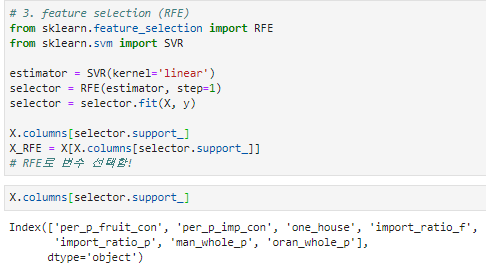 # 3. feature selection (RFE)
from sklearn.feature_selection import RFE
from sklearn.svm import SVR
estimator = SVR(kernel='linear')
selector = RFE(estimator, step=1)
selector = selector.fit(X, y)
X.columns[selector.support_]
X_RFE = X[X.columns[selector.support_]]
# RFE로 변수 선택함!
X.columns[selector.support_]
Index(['per_p_fruit_con', 'per_p_imp_con', 'one_house', 'import_ratio_f',
'import_ratio_p', 'man_whole_p', 'oran_whole_p'],
dtype='object')